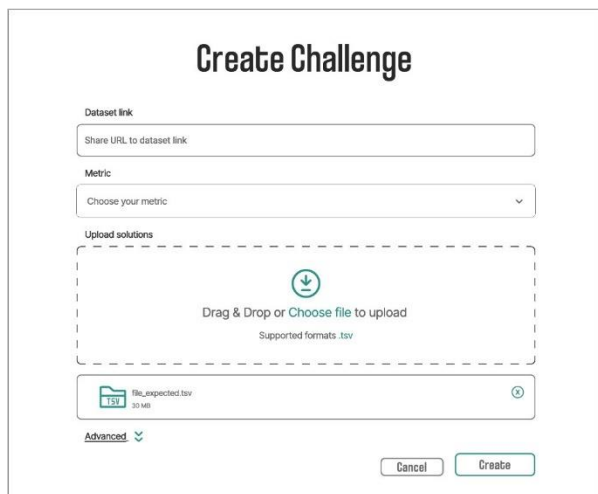 Create Challenge
Dataset link
Share URL to dataset link
Metric
Choose your metric
Upload solutions
Drag & Drop or Choose file to upload
Supported formats .tsv
TSV
file_expected.tsv
30 MB
Advanced
Cancel
Create